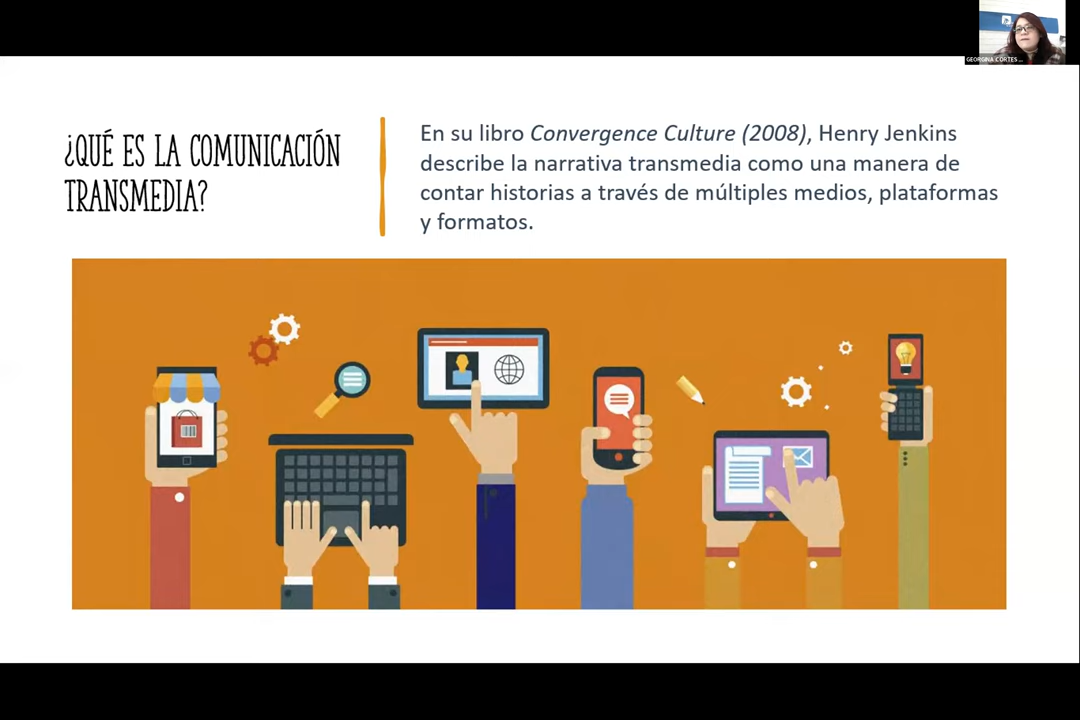 GEORGINA CORTES ...
¿QUÉ ES LA COMUNICACIÓN
TRANSMEDIA?
En su libro Convergence Culture (2008), Henry Jenkins
describe la narrativa transmedia como una manera de
contar historias a través de múltiples medios, plataformas
y formatos.